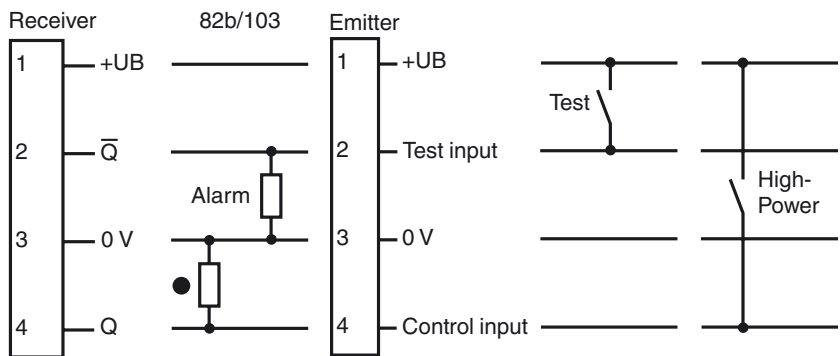 Receiver 82b/103 Emitter
1 +UB 1 +UB
Test
2 Q̅ 2 Test input
Alarm
High-
Power
3 0 V 3 0 V
4 Q 4 Control input